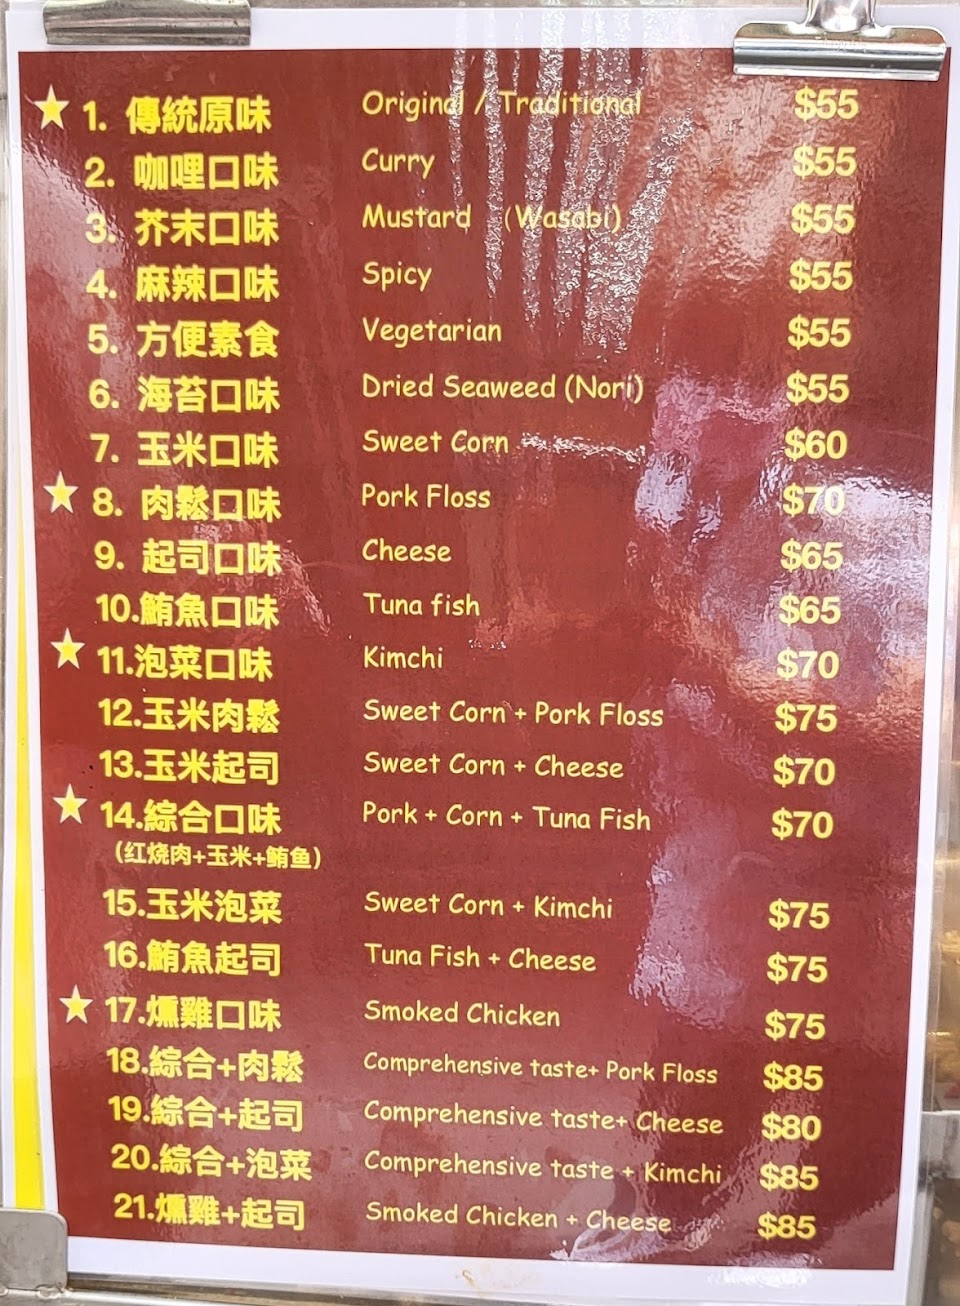 1. 傳統原味 Original / Traditional $55
2. 咖哩口味 Curry $55
3. 芥末口味 Mustard (Wasabi) $55
4. 麻辣口味 Spicy $55
5. 方便素食 Vegetarian $55
6. 海苔口味 Dried Seaweed (Nori) $55
7. 玉米口味 Sweet Corn $60
8. 肉鬆口味 Pork Floss $70
9. 起司口味 Cheese $65
10.鮪魚口味 Tuna fish $65
11.泡菜口味 Kimchi $70
12.玉米肉鬆 Sweet Corn + Pork Floss $75
13.玉米起司 Sweet Corn + Cheese $70
14.綜合口味 Pork + Corn + Tuna Fish $70
(红烧肉+玉米+鲔鱼)
15.玉米泡菜 Sweet Corn + Kimchi $75
16.鮪魚起司 Tuna Fish + Cheese $75
17.燻雞口味 Smoked Chicken $75
18.綜合+肉鬆 Comprehensive taste+ Pork Floss $85
19.綜合+起司 Comprehensive taste+ Cheese $80
20.綜合+泡菜 Comprehensive taste + Kimchi $85
21.燻雞+起司 Smoked Chicken + Cheese $85